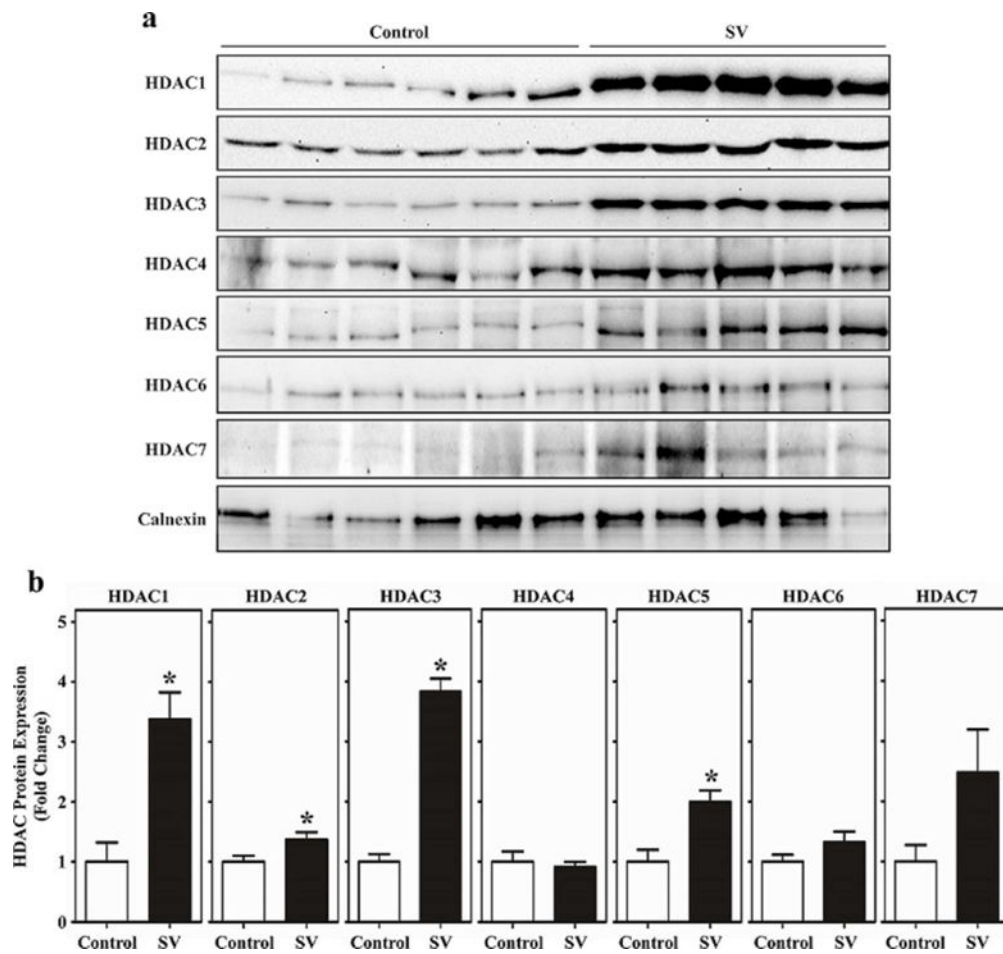 a
Control SV
HDAC1
HDAC2
HDAC3
HDAC4
HDAC5
HDAC6
HDAC7
Calnexin
b
HDAC1 HDAC2 HDAC3 HDAC4 HDAC5 HDAC6 HDAC7
HDAC Protein Expression
(Fold Change)
5
4
3
2
1
0
* * * *
Control SV Control SV Control SV Control SV Control SV Control SV Control SV